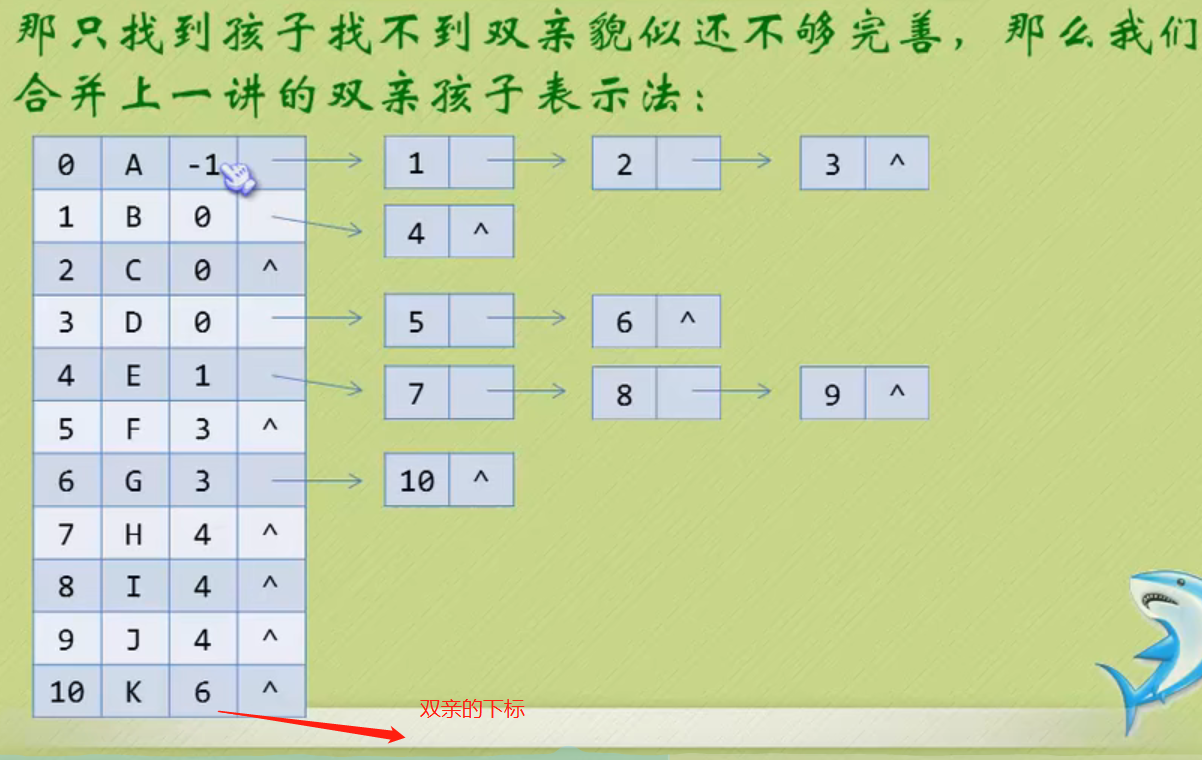 那只找到孩子找不到双亲貌似还不够完善，那么我们
合并上一讲的双亲孩子表示法：
0 A -1 1 2 3 ^
1 B 0 4 ^
2 C 0 ^
3 D 0 5 6 ^
4 E 1 7 8 9 ^
5 F 3 ^
6 G 3 10 ^
7 H 4 ^
8 I 4 ^
9 J 4 ^
10 K 6 ^
双亲的下标